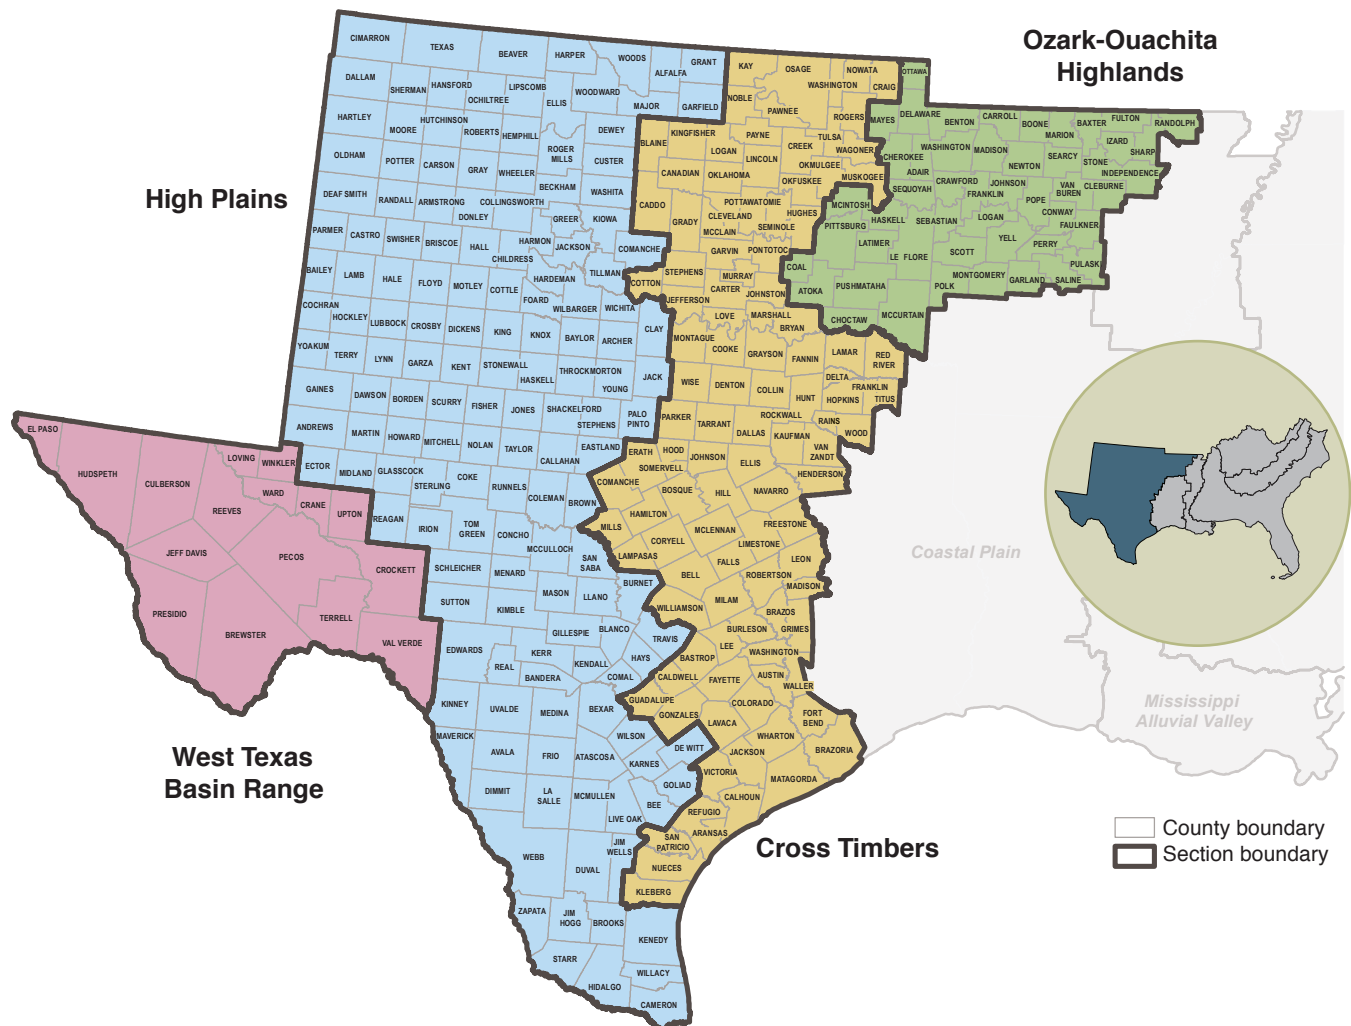 Ozark-Ouachita
Highlands
High Plains
West Texas
Basin Range
Cross Timbers
Coastal Plain
Mississippi
Alluvial Valley
County boundary
Section boundary
CIMARRON
TEXAS
BEAVER
HARPER
WOODS
ALFALFA
GRANT
DALLAM
SHERMAN
HANSFORD
OCHILTREE
LIPSCOMB
ELLIS
WOODWARD
MAJOR
GARFIELD
HARTLEY
MOORE
HUTCHINSON
ROBERTS
HEMPHILL
ROGER
MILLS
DEWEY
OLDHAM
POTTER
CARSON
GRAY
WHEELER
BECKHAM
CUSTER
WASHITA
DEAF SMITH
RANDALL
ARMSTRONG
DONLEY
COLLINGSWORTH
GREER
KIOWA
PARMER
CASTRO
SWISHER
BRISCOE
HALL
CHILDRESS
HARMON
JACKSON
COMANCHE
TILLMAN
BAILEY
LAMB
HALE
FLOYD
MOTLEY
COTTLE
HARDEMAN
FOARD
WILBARGER
WICHITA
COCHRAN
HOCKLEY
LUBBOCK
CROSBY
DICKENS
KING
KNOX
BAYLOR
ARCHER
CLAY
YOAKUM
TERRY
LYNN
GARZA
KENT
STONEWALL
HASKELL
THROCKMORTON
YOUNG
JACK
GAINES
DAWSON
BORDEN
SCURRY
FISHER
JONES
SHACKELFORD
STEPHENS
PALO
PINTO
ANDREWS
MARTIN
HOWARD
MITCHELL
NOLAN
TAYLOR
CALLAHAN
EASTLAND
ECTOR
MIDLAND
GLASSCOCK
STERLING
COKE
RUNNELS
COLEMAN
BROWN
REAGAN
IRION
TOM
GREEN
CONCHO
MCCULLOCH
SAN
SABA
SCHLEICHER
MENARD
MASON
LLANO
BURNET
SUTTON
KIMBLE
GILLESPIE
BLANCO
TRAVIS
EDWARDS
REAL
KERR
BANDERA
KENDALL
HAYS
COMAL
KINNEY
UVALDE
MEDINA
BEXAR
WILSON
MAVERICK
AVALA
FRIO
ATASCOSA
KARNES
DE WITT
GOLIAD
DIMMIT
LA
SALLE
MCMULLEN
LIVE OAK
BEE
WEBB
DUVAL
JIM
WELLS
ZAPATA
JIM
HOGG
BROOKS
KENEDY
STARR
HIDALGO
WILLACY
CAMERON
EL PASO
HUDSPETH
CULBERSON
LOVING
WINKLER
REEVES
WARD
CRANE
UPTON
JEFF DAVIS
PECOS
CROCKETT
PRESIDIO
BREWSTER
TERRELL
VAL VERDE
KAY
OSAGE
NOWATA
WASHINGTON
CRAIG
NOBLE
PAWNEE
ROGERS
BLAINE
KINGFISHER
LOGAN
PAYNE
CREEK
TULSA
WAGONER
CANADIAN
OKLAHOMA
LINCOLN
OKMULGEE
OKFUSKEE
MUSKOGEE
CADDO
GRADY
CLEVELAND
MCCLAIN
POTTAWATOMIE
SEMINOLE
HUGHES
COTTON
STEPHENS
GARVIN
PONTOTOC
MURRAY
JEFFERSON
CARTER
JOHNSTON
LOVE
MARSHALL
BRYAN
MONTAGUE
COOKE
GRAYSON
FANNIN
LAMAR
RED
RIVER
WISE
DENTON
COLLIN
HUNT
DELTA
HOPKINS
FRANKLIN
TITUS
PARKER
TARRANT
DALLAS
ROCKWALL
KAUFMAN
RAINS
WOOD
VAN
ZANDT
ERATH
HOOD
SOMERVELL
JOHNSON
ELLIS
HENDERSON
COMANCHE
BOSQUE
HILL
NAVARRO
MILLS
HAMILTON
CORYELL
MCLENNAN
LIMESTONE
FREESTONE
LAMPASAS
BELL
FALLS
ROBERTSON
LEON
MADISON
WILLIAMSON
MILAM
BRAZOS
BURLESON
GRIMES
BASTROP
LEE
WASHINGTON
CALDWELL
FAYETTE
AUSTIN
WALLER
GUADALUPE
GONZALES
LAVACA
COLORADO
FORT
BEND
WHARTON
BRAZORIA
JACKSON
VICTORIA
MATAGORDA
CALHOUN
REFUGIO
ARANSAS
SAN
PATRICIO
NUECES
KLEBERG
OTTAWA
MAYES
DELAWARE
BENTON
CARROLL
BOONE
MARION
BAXTER
FULTON
RANDOLPH
IZARD
SHARP
CHEROKEE
ADAIR
WASHINGTON
MADISON
NEWTON
SEARCY
STONE
INDEPENDENCE
SEQUOYAH
CRAWFORD
FRANKLIN
JOHNSON
POPE
VAN
BUREN
CLEBURNE
MCINTOSH
PITTSBURG
HASKELL
SEBASTIAN
LOGAN
CONWAY
FAULKNER
LATIMER
LE FLORE
SCOTT
YELL
PERRY
PULASKI
COAL
ATOKA
PUSHMATAHA
POLK
MONTGOMERY
GARLAND
SALINE
CHOCTAW
MCCURTAIN